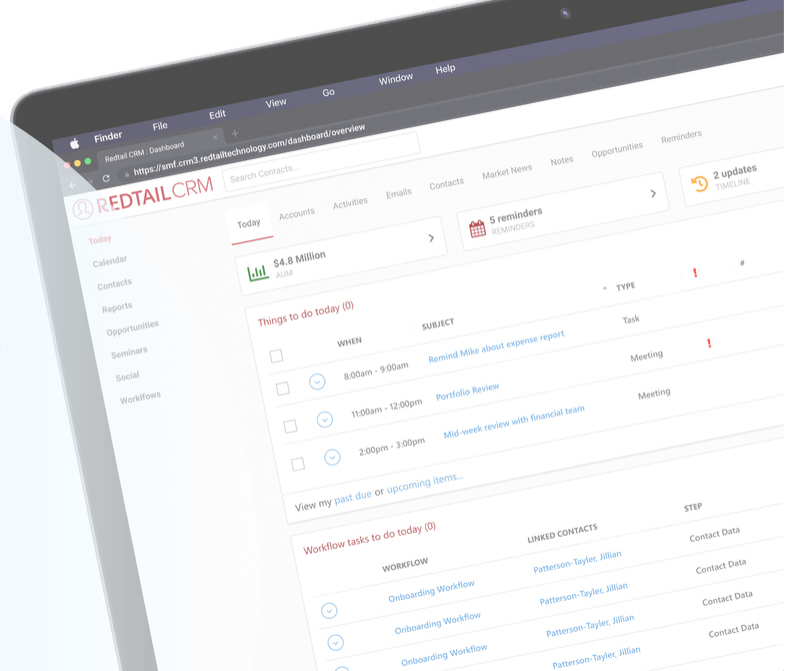 Finder File Edit View Go Window Help
Redtail CRM : Dashboard
https://smf.crm3.redtailtechnology.com/dashboard/overview
REDTAIL CRM
Search Contacts...
Today
Calendar
Contacts
Reports
Opportunities
Seminars
Social
Worklfows
Today Accounts Activities Emails Contacts Market News Notes Opportunities Reminders
$4.8 Million
AUM
5 reminders
REMINDERS
2 updates
TIMELINE
Things to do today (0)
WHEN SUBJECT TYPE ! #
8:00am - 9:00am Remind Mike about expense report Task
11:00am - 12:00pm Portfolio Review Meeting !
2:00pm - 3:00pm Mid-week review with financial team Meeting
View my past due or upcoming items...
Workflow tasks to do today (0)
WORKFLOW LINKED CONTACTS STEP
Onboarding Workflow Patterson-Tayler, Jillian Contact Data
Onboarding Workflow Patterson-Tayler, Jillian Contact Data
Onboarding Workflow Patterson-Tayler, Jillian Contact Data
Patterson-Tayler, Jillian Contact Data